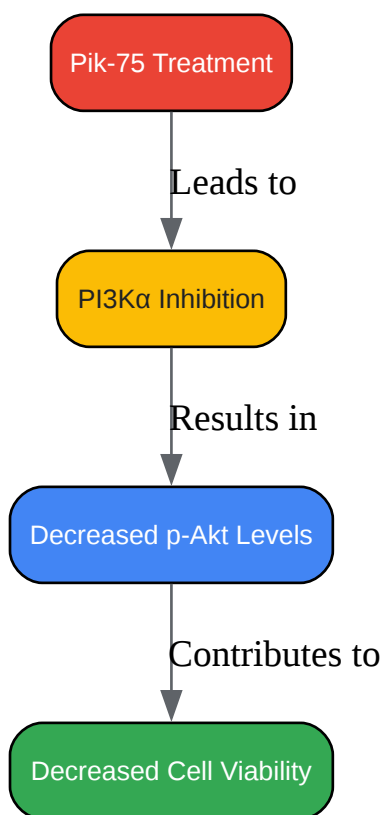 Pik-75 Treatment
Leads to
PI3Kα Inhibition
Results in
Decreased p-Akt Levels
Contributes to
Decreased Cell Viability